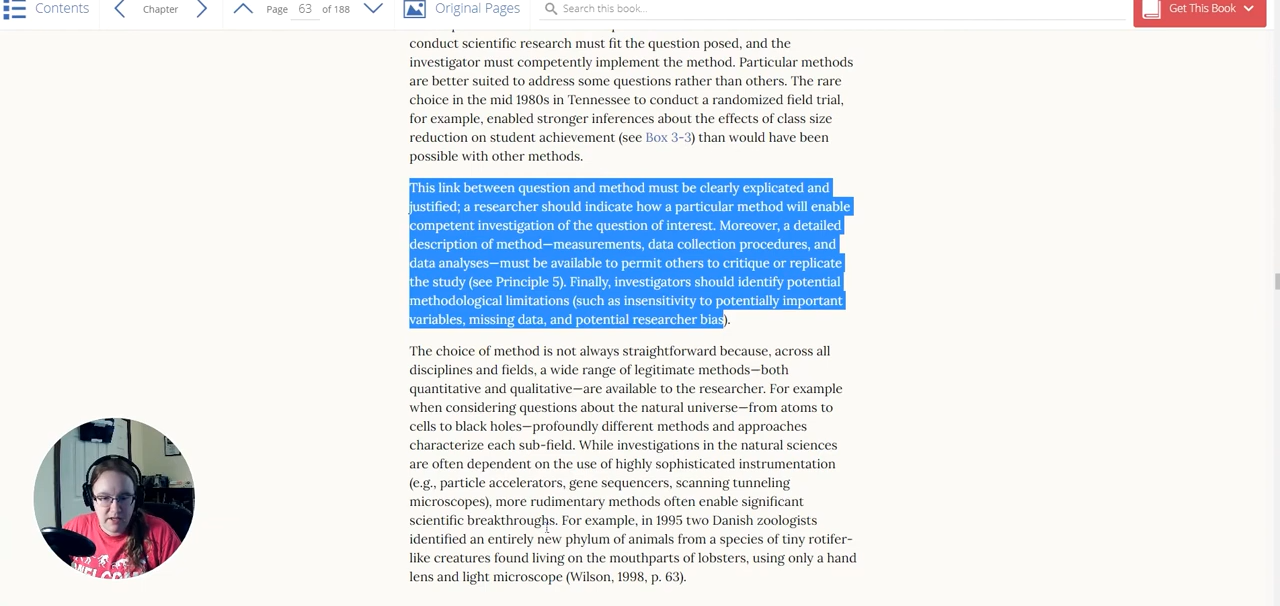 Contents
Chapter
Page 63 of 188
Original Pages
Search this book...
Get This Book
conduct scientific research must fit the question posed, and the
investigator must competently implement the method. Particular methods
are better suited to address some questions rather than others. The rare
choice in the mid 1980s in Tennessee to conduct a randomized field trial,
for example, enabled stronger inferences about the effects of class size
reduction on student achievement (see Box 3-3) than would have been
possible with other methods.
This link between question and method must be clearly explicated and
justified; a researcher should indicate how a particular method will enable
competent investigation of the question of interest. Moreover, a detailed
description of method—measurements, data collection procedures, and
data analyses—must be available to permit others to critique or replicate
the study (see Principle 5). Finally, investigators should identify potential
methodological limitations (such as insensitivity to potentially important
variables, missing data, and potential researcher bias).
The choice of method is not always straightforward because, across all
disciplines and fields, a wide range of legitimate methods—both
quantitative and qualitative—are available to the researcher. For example
when considering questions about the natural universe—from atoms to
cells to black holes—profoundly different methods and approaches
characterize each sub-field. While investigations in the natural sciences
are often dependent on the use of highly sophisticated instrumentation
(e.g., particle accelerators, gene sequencers, scanning tunneling
microscopes), more rudimentary methods often enable significant
scientific breakthroughs. For example, in 1995 two Danish zoologists
identified an entirely new phylum of animals from a species of tiny rotifer-
like creatures found living on the mouthparts of lobsters, using only a hand
lens and light microscope (Wilson, 1998, p. 63).